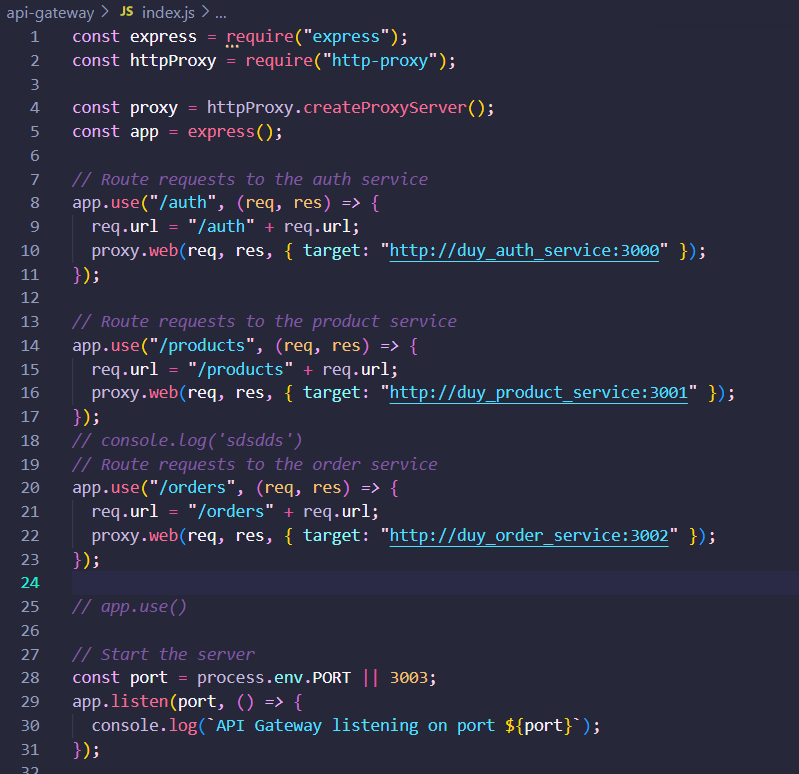 api-gateway > JS index.js > ...
1 const express = require("express");
2 const httpProxy = require("http-proxy");
3
4 const proxy = httpProxy.createProxyServer();
5 const app = express();
6
7 // Route requests to the auth service
8 app.use("/auth", (req, res) => {
9   req.url = "/auth" + req.url;
10   proxy.web(req, res, { target: "http://duy_auth_service:3000" });
11 });
12
13 // Route requests to the product service
14 app.use("/products", (req, res) => {
15   req.url = "/products" + req.url;
16   proxy.web(req, res, { target: "http://duy_product_service:3001" });
17 });
18 // console.log('sdsdds')
19 // Route requests to the order service
20 app.use("/orders", (req, res) => {
21   req.url = "/orders" + req.url;
22   proxy.web(req, res, { target: "http://duy_order_service:3002" });
23 });
24
25 // app.use()
26
27 // Start the server
28 const port = process.env.PORT || 3003;
29 app.listen(port, () => {
30   console.log(`API Gateway listening on port ${port}`);
31 });
32